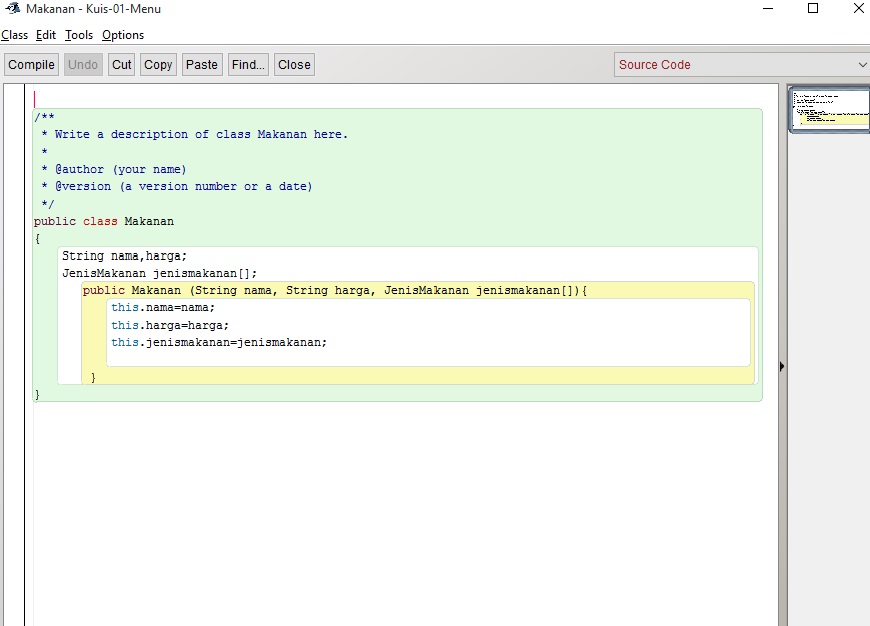 Makanan - Kuis-01-Menu
Class Edit Tools Options
Compile Undo Cut Copy Paste Find... Close Source Code
/**
 * Write a description of class Makanan here.
 *
 * @author (your name)
 * @version (a version number or a date)
 */
public class Makanan
{
    String nama,harga;
    JenisMakanan jenismakanan[];
       public Makanan (String nama, String harga, JenisMakanan jenismakanan[]){
           this.nama=nama;
           this.harga=harga;
           this.jenismakanan=jenismakanan;
        }
}